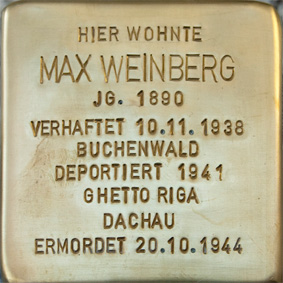 HIER WOHNTE
MAX WEINBERG
JG. 1890
VERHAFTET 10.11.1938
BUCHENWALD
DEPORTIERT 1941
GHETTO RIGA
DACHAU
ERMORDET 20.10.1944